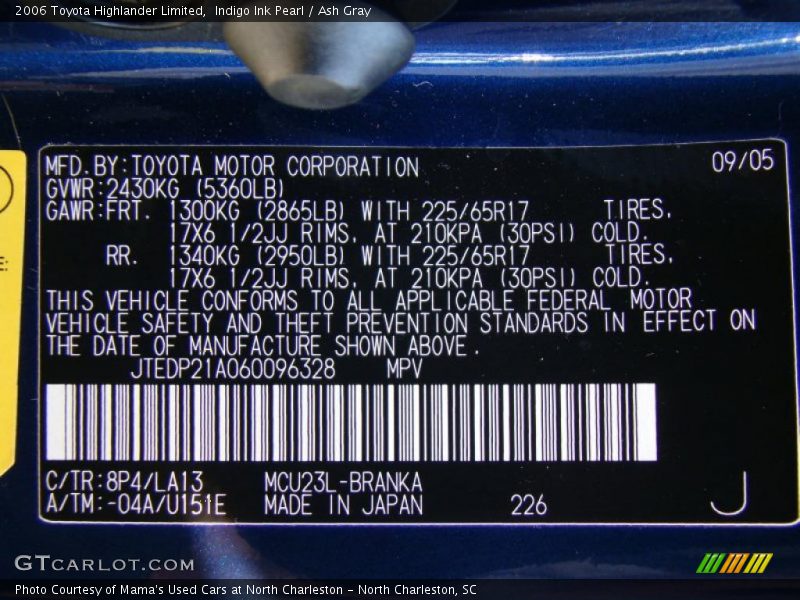 2006 Toyota Highlander Limited,  Indigo Ink Pearl / Ash Gray
MFD.BY:TOYOTA MOTOR CORPORATION 09/05
GVWR:2430KG (5360LB)
GAWR:FRT. 1300KG (2865LB) WITH 225/65R17 TIRES,
17X6 1/2JJ RIMS, AT 210KPA (30PSI) COLD.
RR. 1340KG (2950LB) WITH 225/65R17 TIRES,
17X6 1/2JJ RIMS, AT 210KPA (30PSI) COLD.
THIS VEHICLE CONFORMS TO ALL APPLICABLE FEDERAL MOTOR
VEHICLE SAFETY AND THEFT PREVENTION STANDARDS IN EFFECT ON
THE DATE OF MANUFACTURE SHOWN ABOVE.
JTEDP21A060096328 MPV
C/TR:8P4/LA13 MCU23L-BRANKA
A/TM:-04A/U151E MADE IN JAPAN 226 J
E:
GTCARLOT.COM
Photo Courtesy of Mama's Used Cars at North Charleston - North Charleston, SC